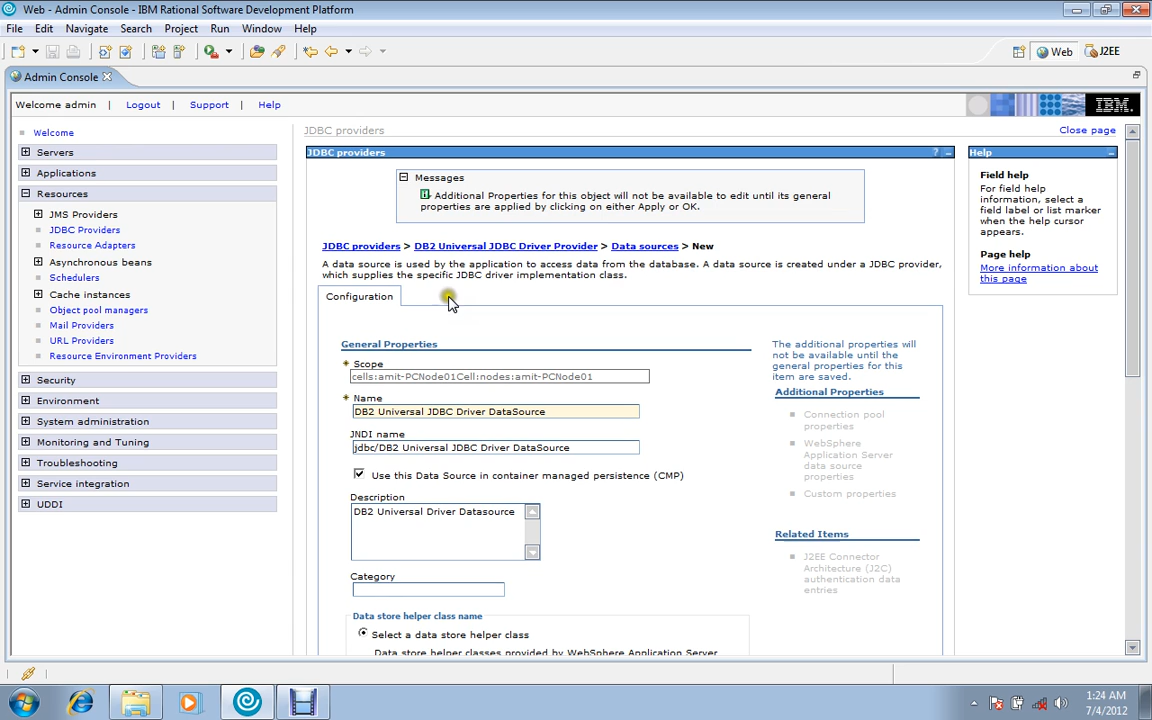 Web - Admin Console - IBM Rational Software Development Platform
File Edit Navigate Search Project Run Window Help
Web J2EE
Admin Console
Welcome admin Logout Support Help
IBM.
Welcome
Servers
Applications
Resources
JMS Providers
JDBC Providers
Resource Adapters
Asynchronous beans
Schedulers
Cache instances
Object pool managers
Mail Providers
URL Providers
Resource Environment Providers
Security
Environment
System administration
Monitoring and Tuning
Troubleshooting
Service integration
UDDI
JDBC providers
Close page
JDBC providers ?
Messages
Additional Properties for this object will not be available to edit until its general
properties are applied by clicking on either Apply or OK.
JDBC providers > DB2 Universal JDBC Driver Provider > Data sources > New
A data source is used by the application to access data from the database. A data source is created under a JDBC provider,
which supplies the specific JDBC driver implementation class.
Configuration
General Properties
Scope
cells:amit-PCNode01Cell:nodes:amit-PCNode01
Name
DB2 Universal JDBC Driver DataSource
JNDI name
jdbc/DB2 Universal JDBC Driver DataSource
Use this Data Source in container managed persistence (CMP)
Description
DB2 Universal Driver Datasource
Category
Data store helper class name
Select a data store helper class
Data store helper classes provided by WebSphere Application Server
The additional properties will
not be available until the
general properties for this
item are saved.
Additional Properties
Connection pool
properties
WebSphere
Application Server
data source
properties
Custom properties
Related Items
J2EE Connector
Architecture (J2C)
authentication data
entries
Help
Field help
For field help
information, select a
field label or list marker
when the help cursor
appears.
Page help
More information about
this page
1:24 AM
7/4/2012